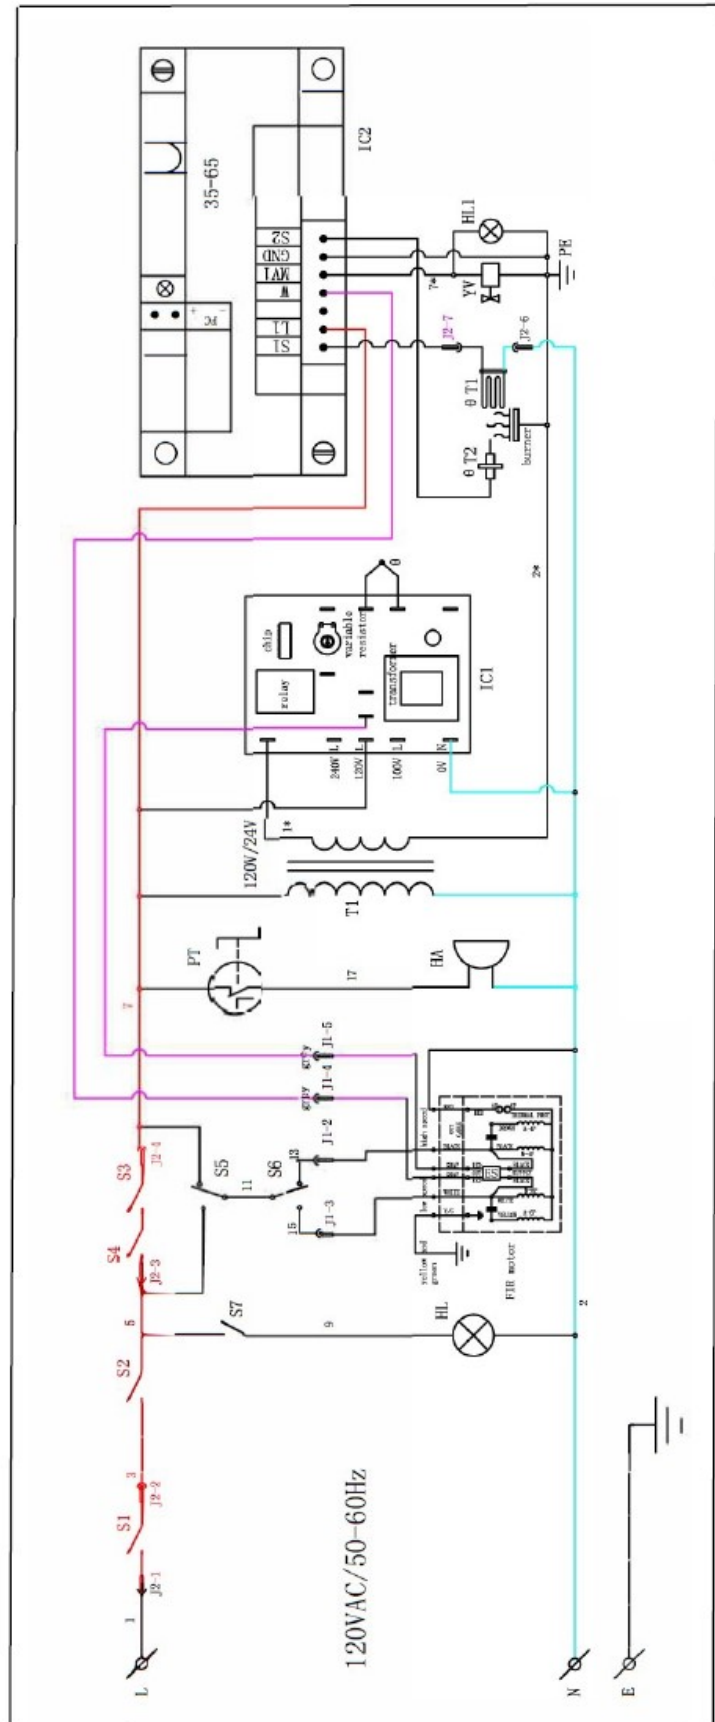 120VAC/50-60Hz
L
1
J2-1
S1
J2-2
3
S2
5
J2-3
S4
S3
J2-4
7
S7
9
HL
S5
11
S6
13
15
J1-2
J1-3
gray
J1-4
gray
J1-5
high speed
low speed
yellow and
green
FIR motor
PT
17
HA
120V/24V
1*
T1
240V L
120V L
100V L
0V N
relay
chip
variable
resistor
transformer
θ
IC1
35-65
IC2
FC
+
-
S1
L1
W
MV1
GND
S2
J2-7
J2-6
7*
θ T1
θ T2
burner
YV
HL1
PE
2*
2
N
E